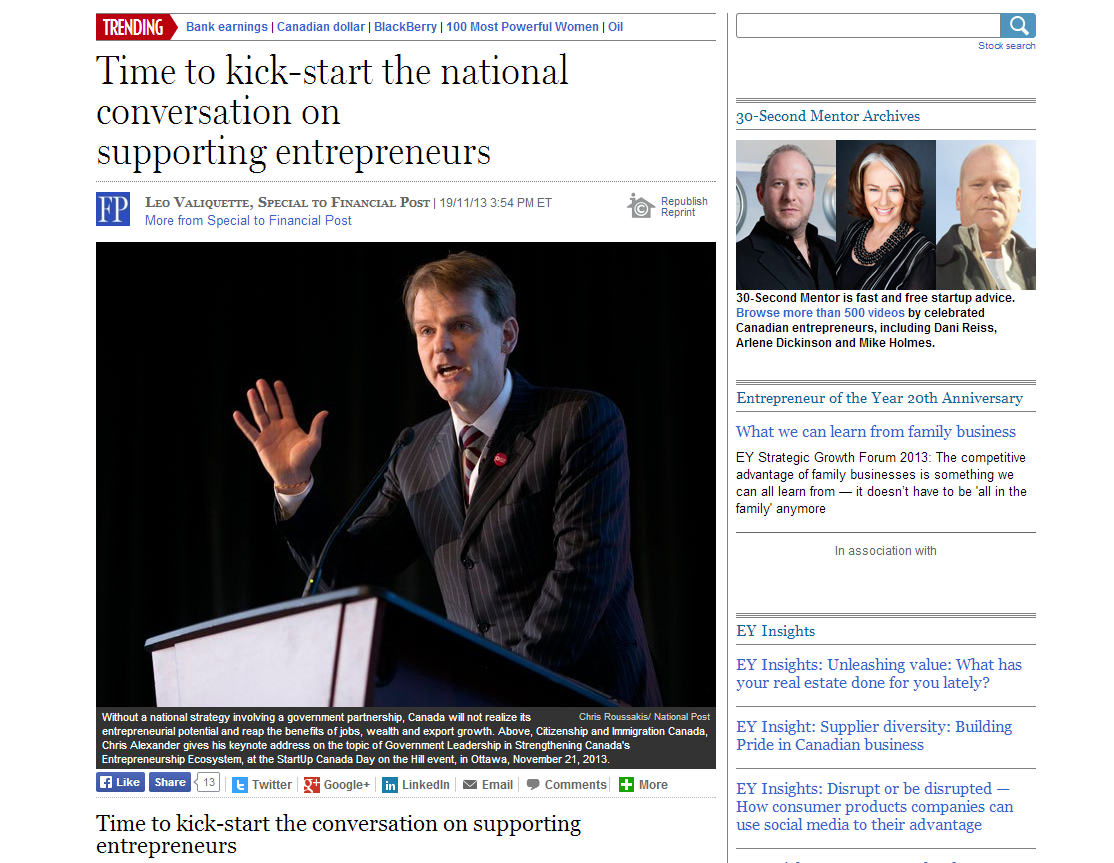 TRENDING
Bank earnings | Canadian dollar | BlackBerry | 100 Most Powerful Women | Oil
Time to kick-start the national
conversation on
supporting entrepreneurs
FP
Leo Valiquette, Special to Financial Post | 19/11/13 3:54 PM ET
More from Special to Financial Post
Republish
Reprint
Without a national strategy involving a government partnership, Canada will not realize its
Chris Roussakis/ National Post
entrepreneurial potential and reap the benefits of jobs, wealth and export growth. Above, Citizenship and Immigration Canada,
Chris Alexander gives his keynote address on the topic of Government Leadership in Strengthening Canada's
Entrepreneurship Ecosystem, at the StartUp Canada Day on the Hill event, in Ottawa, November 21, 2013.
Like
Share
13
Twitter
Google+
LinkedIn
Email
Comments
More
Time to kick-start the conversation on supporting
entrepreneurs
Stock search
30-Second Mentor Archives
30-Second Mentor is fast and free startup advice.
Browse more than 500 videos by celebrated
Canadian entrepreneurs, including Dani Reiss,
Arlene Dickinson and Mike Holmes.
Entrepreneur of the Year 20th Anniversary
What we can learn from family business
EY Strategic Growth Forum 2013: The competitive
advantage of family businesses is something we
can all learn from — it doesn't have to be 'all in the
family' anymore
In association with
EY Insights
EY Insights: Unleashing value: What has
your real estate done for you lately?
EY Insight: Supplier diversity: Building
Pride in Canadian business
EY Insights: Disrupt or be disrupted —
How consumer products companies can
use social media to their advantage